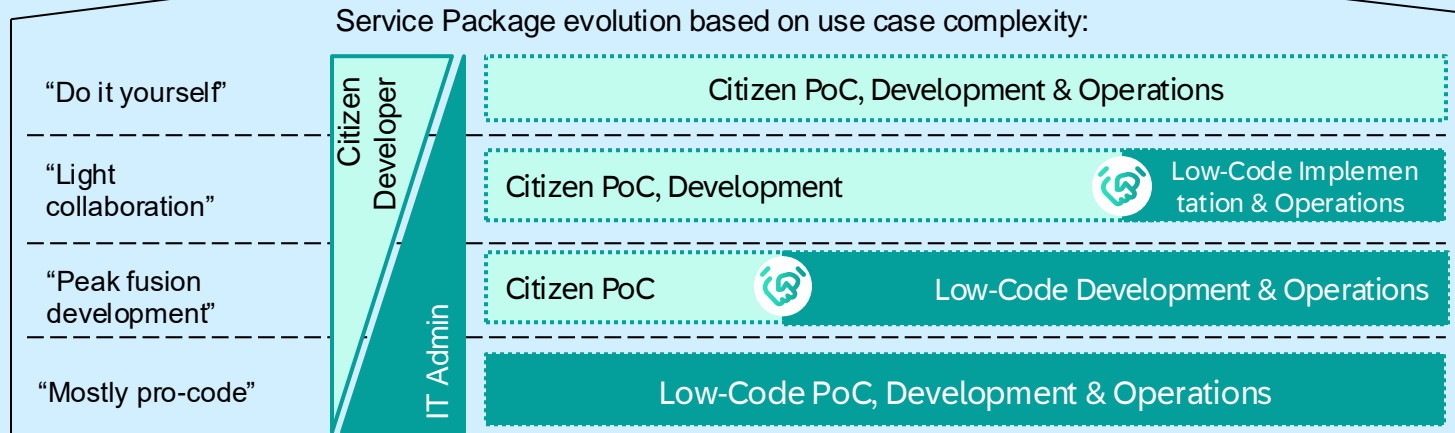 Service Package evolution based on use case complexity:
“Do it yourself”
Citizen
Developer
Citizen PoC, Development & Operations
“Light
collaboration”
Citizen PoC, Development
Low-Code Implemen
tation & Operations
“Peak fusion
development”
Citizen PoC
Low-Code Development & Operations
IT Admin
“Mostly pro-code”
Low-Code PoC, Development & Operations